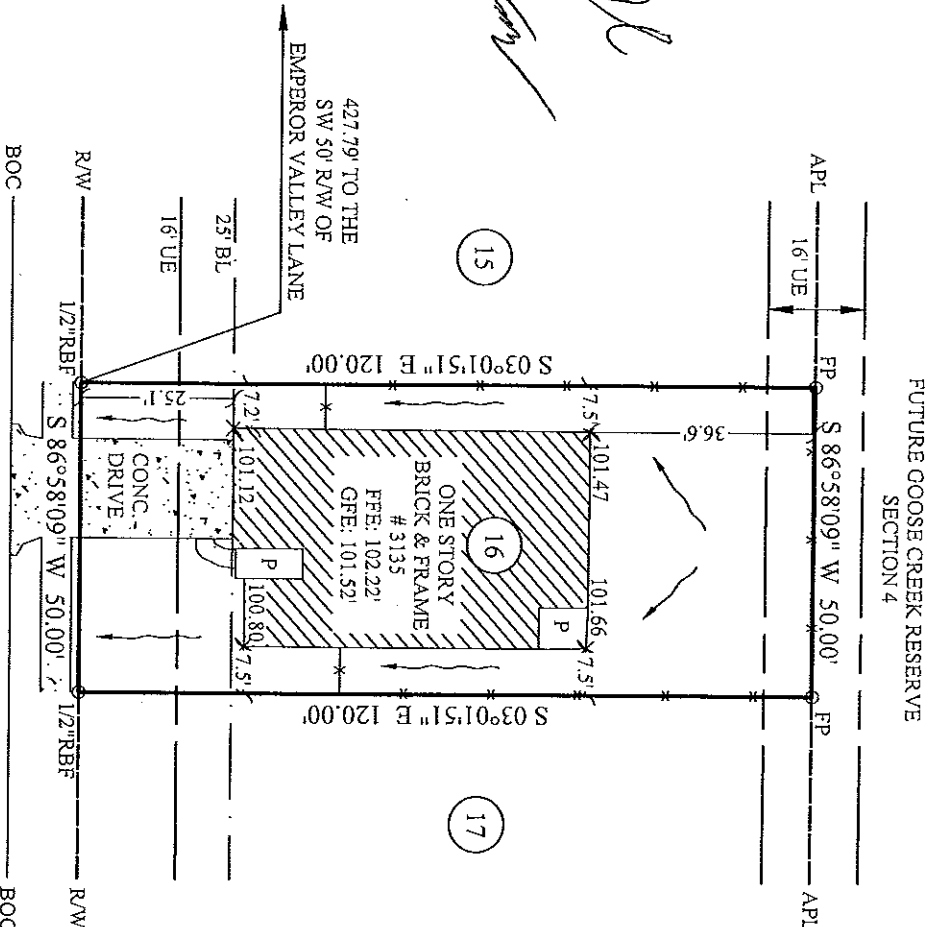 FUTURE GOOSE CREEK RESERVE
SECTION 4
APL
16' UE
FP
S 86°58'09" W 50.00'
FP
APL
15
S 03°01'51" E 120.00'
7.5'
36.6'
101.47
101.66
7.5'
P
16
ONE STORY
BRICK & FRAME
# 3135
FFE: 102.22'
GFE: 101.52'
S 03°01'51" E 120.00'
17
427.79' TO THE
SW 50' R/W OF
EMPEROR VALLEY LANE
7.2'
101.12
P
100.80
7.5'
25' BL
16' UE
25.1'
CONC.
DRIVE
R/W
1/2"RBF
S 86°58'09" W 50.00'
1/2"RBF
R/W
BOC
BOC